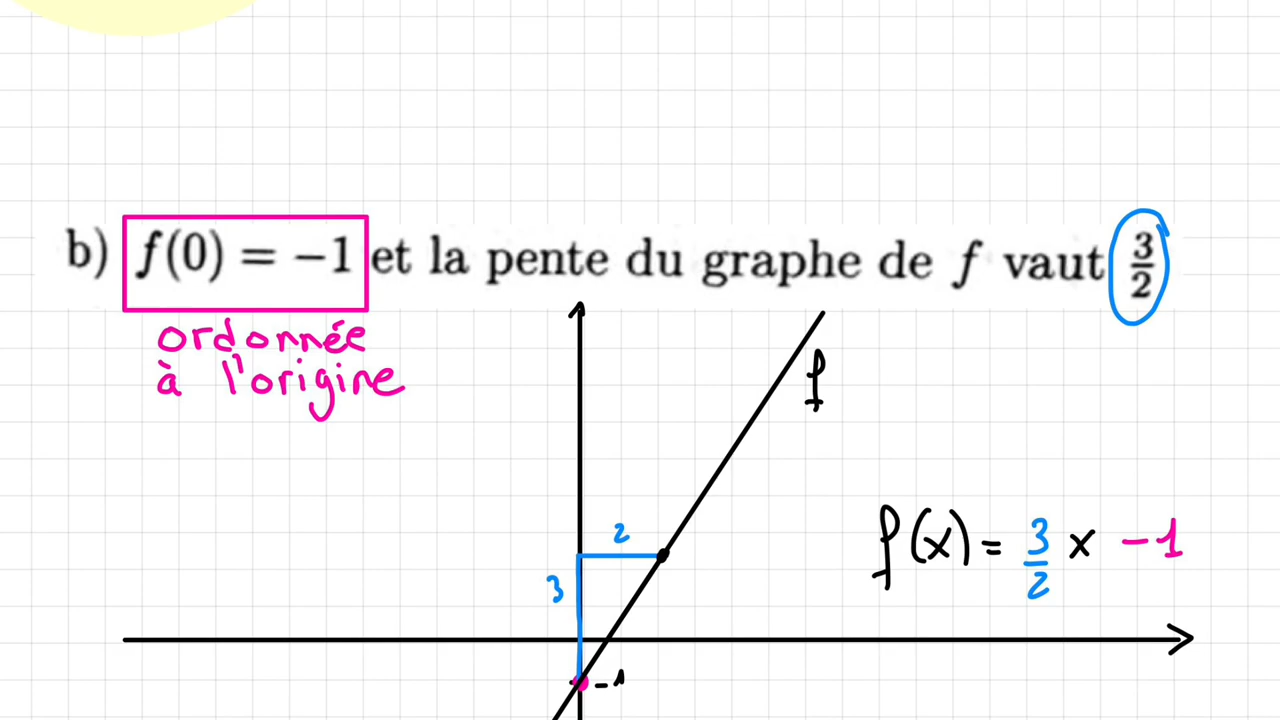 b) f(0) = −1 et la pente du graphe de f vaut 3/2
ordonnée
à l'origine
f
2
f(x) = 3/2 x −1
3
−1